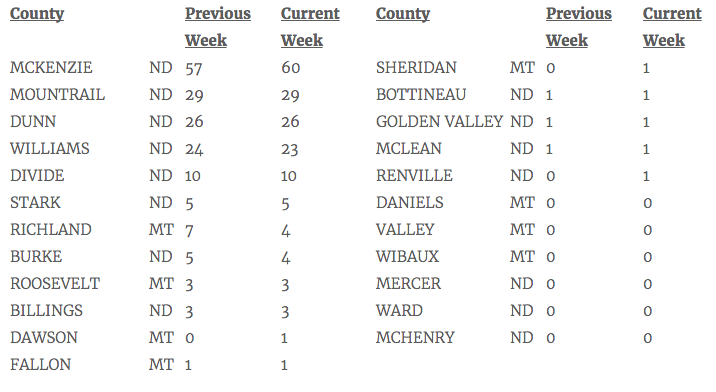 County Previous Week Current Week County Previous Week Current Week
MCKENZIE ND 57 60 SHERIDAN MT 0 1
MOUNTRAIL ND 29 29 BOTTINEAU ND 1 1
DUNN ND 26 26 GOLDEN VALLEY ND 1 1
WILLIAMS ND 24 23 MCLEAN ND 1 1
DIVIDE ND 10 10 RENVILLE ND 0 1
STARK ND 5 5 DANIELS MT 0 0
RICHLAND MT 7 4 VALLEY MT 0 0
BURKE ND 5 4 WIBAUX MT 0 0
ROOSEVELT MT 3 3 MERCER ND 0 0
BILLINGS ND 3 3 WARD ND 0 0
DAWSON MT 0 1 MCHENRY ND 0 0
FALLON MT 1 1